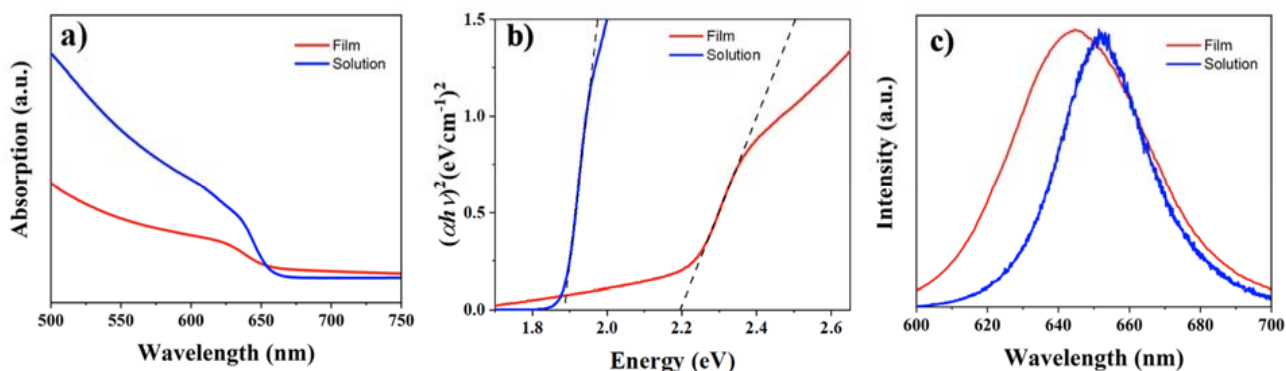 a)
Film
Solution
Absorption (a.u.)
500 550 600 650 700 750
Wavelength (nm)
b)
Film
Solution
(αhν)²(eVcm⁻¹)²
1.5
1.0
0.5
0.0
1.8 2.0 2.2 2.4 2.6
Energy (eV)
c)
Film
Solution
Intensity (a.u.)
600 620 640 660 680 700
Wavelength (nm)